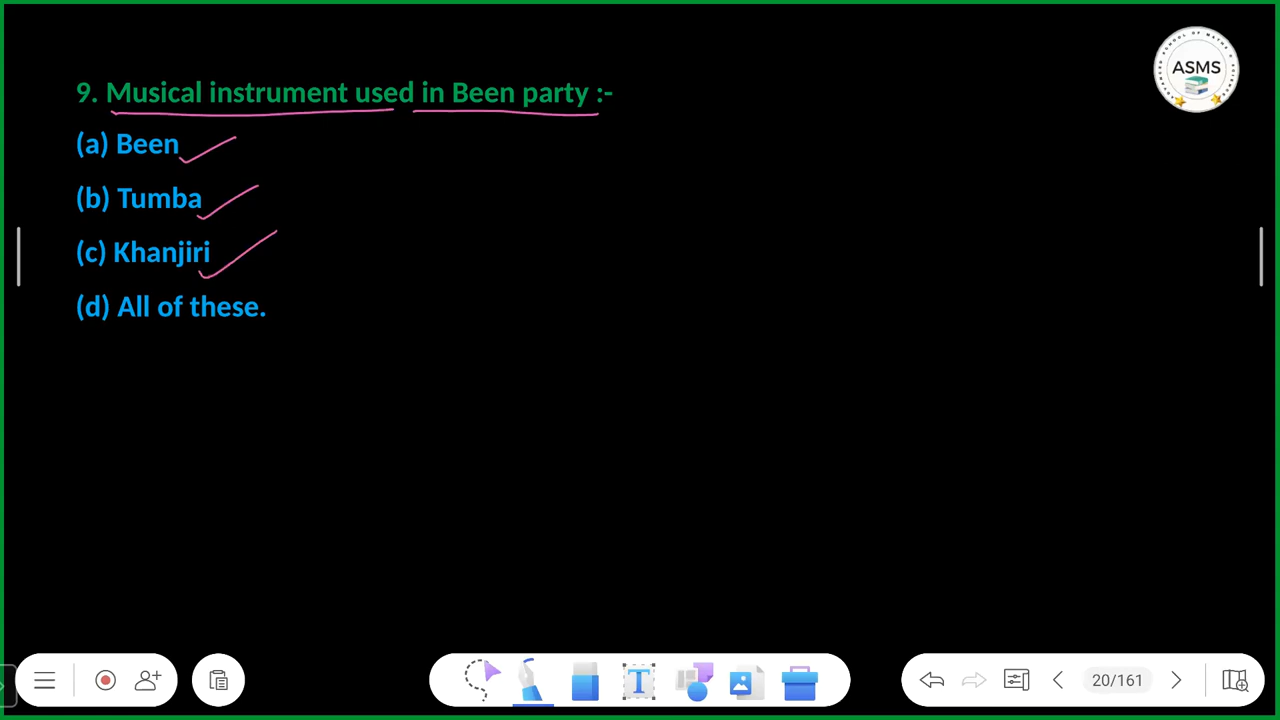 ASMS
9. Musical instrument used in Been party :-
(a) Been
(b) Tumba
(c) Khanjiri
(d) All of these.
T
20/161